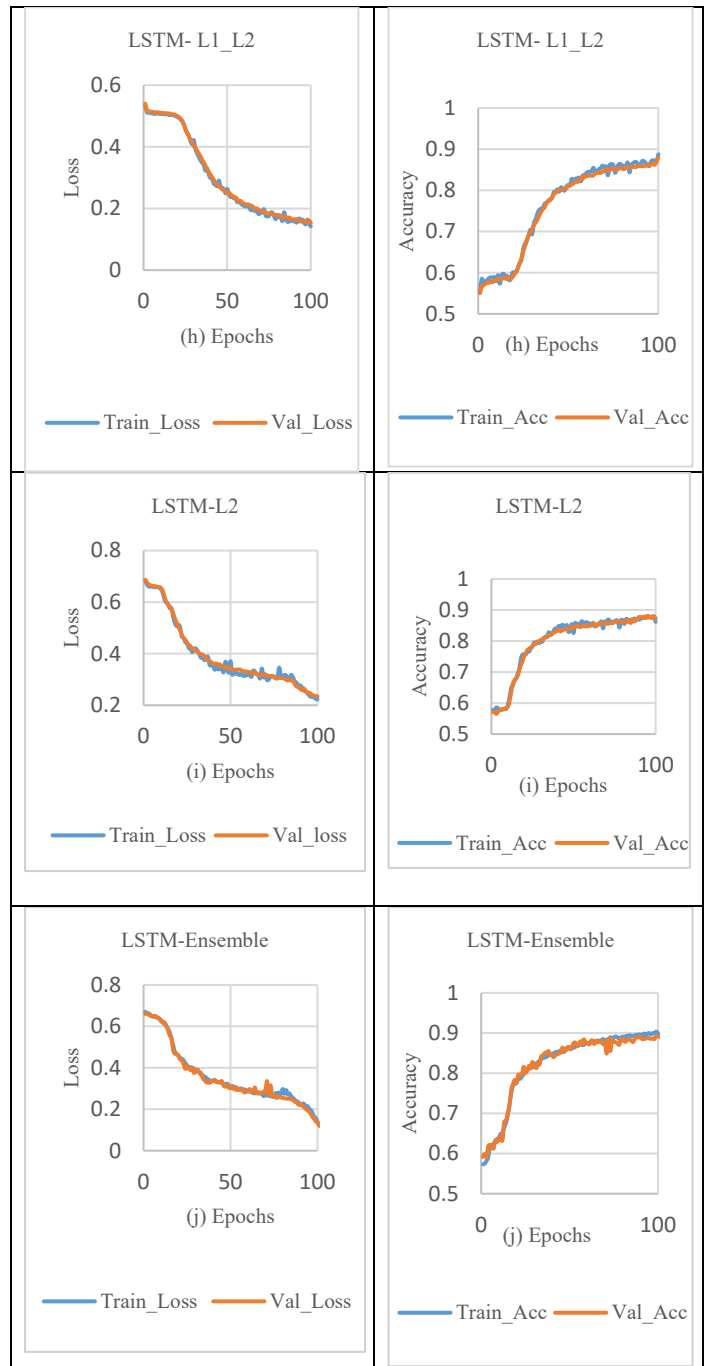 LSTM- L1_L2
0.6
0.4
0.2
0
Loss
0 50 100
(h) Epochs
Train_Loss Val_Loss
LSTM- L1_L2
1
0.9
0.8
0.7
0.6
0.5
Accuracy
0 100
(h) Epochs
Train_Acc Val_Acc
LSTM-L2
0.8
0.6
0.4
0.2
Loss
0 50 100
(i) Epochs
Train_Loss Val_loss
LSTM-L2
1
0.9
0.8
0.7
0.6
0.5
Accuracy
0 100
(i) Epochs
Train_Acc Val_Acc
LSTM-Ensemble
0.8
0.6
0.4
0.2
0
Loss
0 50 100
(j) Epochs
Train_Loss Val_Loss
LSTM-Ensemble
1
0.9
0.8
0.7
0.6
0.5
Accuracy
0 100
(j) Epochs
Train_Acc Val_Acc